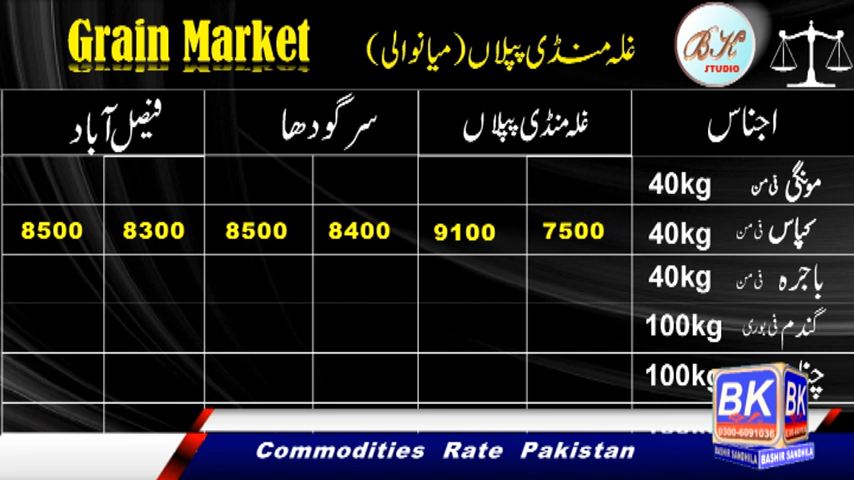 Grain Market
غلہ منڈی پپلاں (میانوالی)
BK
STUDIO
اجناس غلہ منڈی پپلاں سرگودھا فیصل آباد
مونگی فی من 40kg
کپاس فی من 40kg 7500 9100 8400 8500 8300 8500
باجرہ فی من 40kg
گندم فی بوری 100kg
100kg
BK BK
0300-6091036
BASHIR SANDHILA BASHIR SANDHILA
Commodities Rate Pakistan